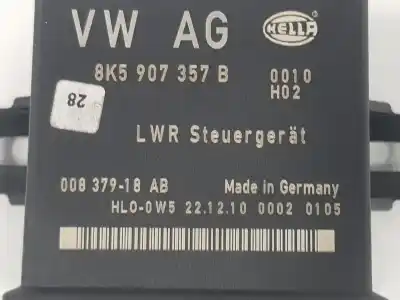 VW AG
HELLA
8K5 907 357 B 0010
H02
28
LWR Steuergerät
008 379-18 AB Made in Germany
HLO-0W5 22.12.10 0002 0105